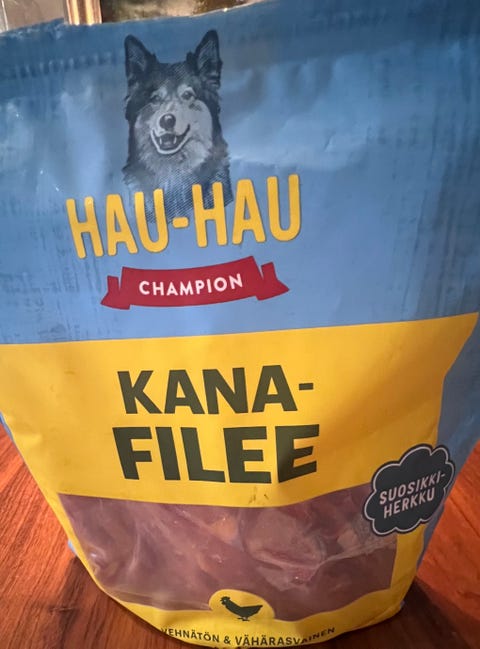 HAU-HAU
CHAMPION
KANA-
FILEE
SUOSIKKI-
HERKKU
VEHNÄTÖN & VÄHÄRASVAINEN